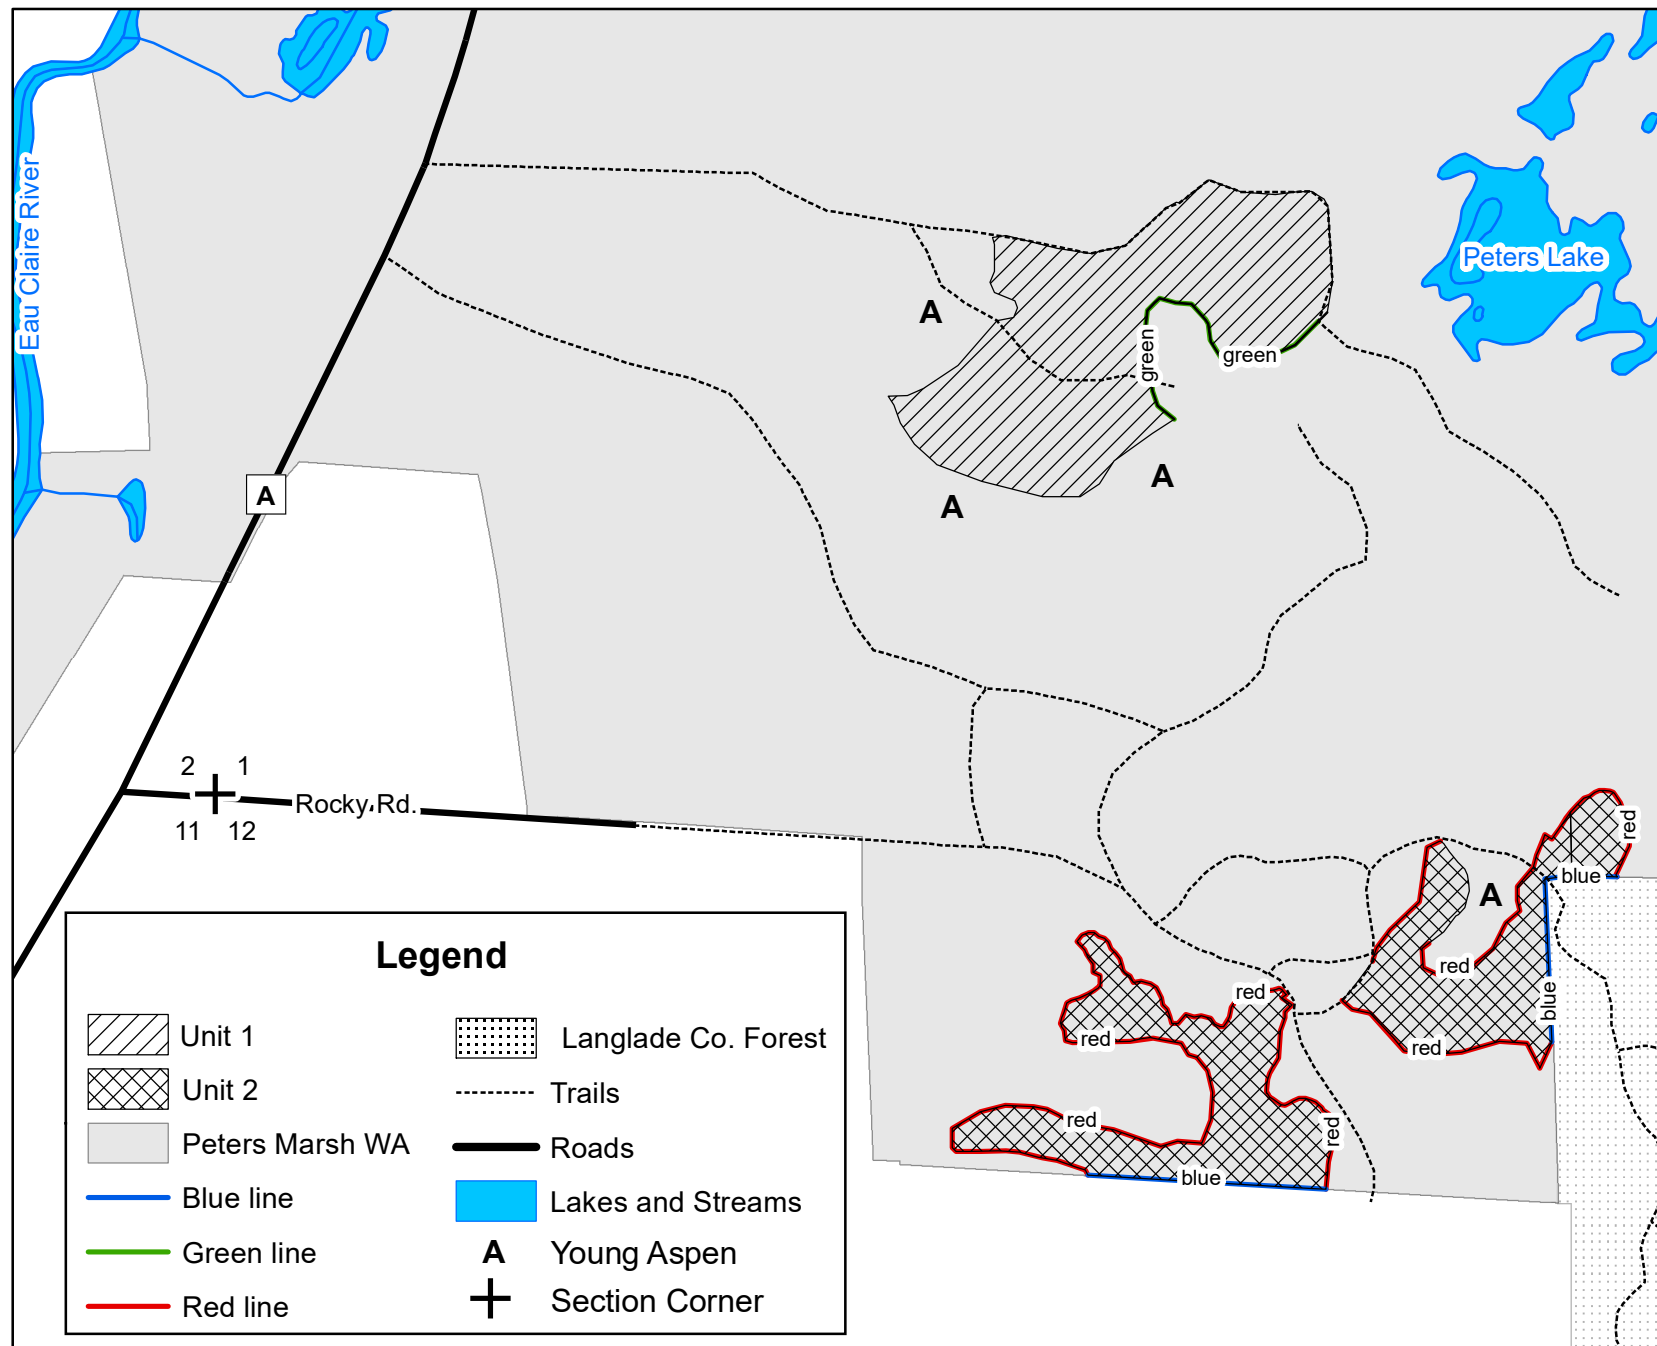 Eau Claire River
Peters Lake
A
green
green
A
A
A
2 1
11 12
Rocky Rd.
red
blue
A
red
blue
red
red
red
red
red
blue
Legend
Unit 1
Unit 2
Peters Marsh WA
Blue line
Green line
Red line
Langlade Co. Forest
Trails
Roads
Lakes and Streams
A Young Aspen
Section Corner